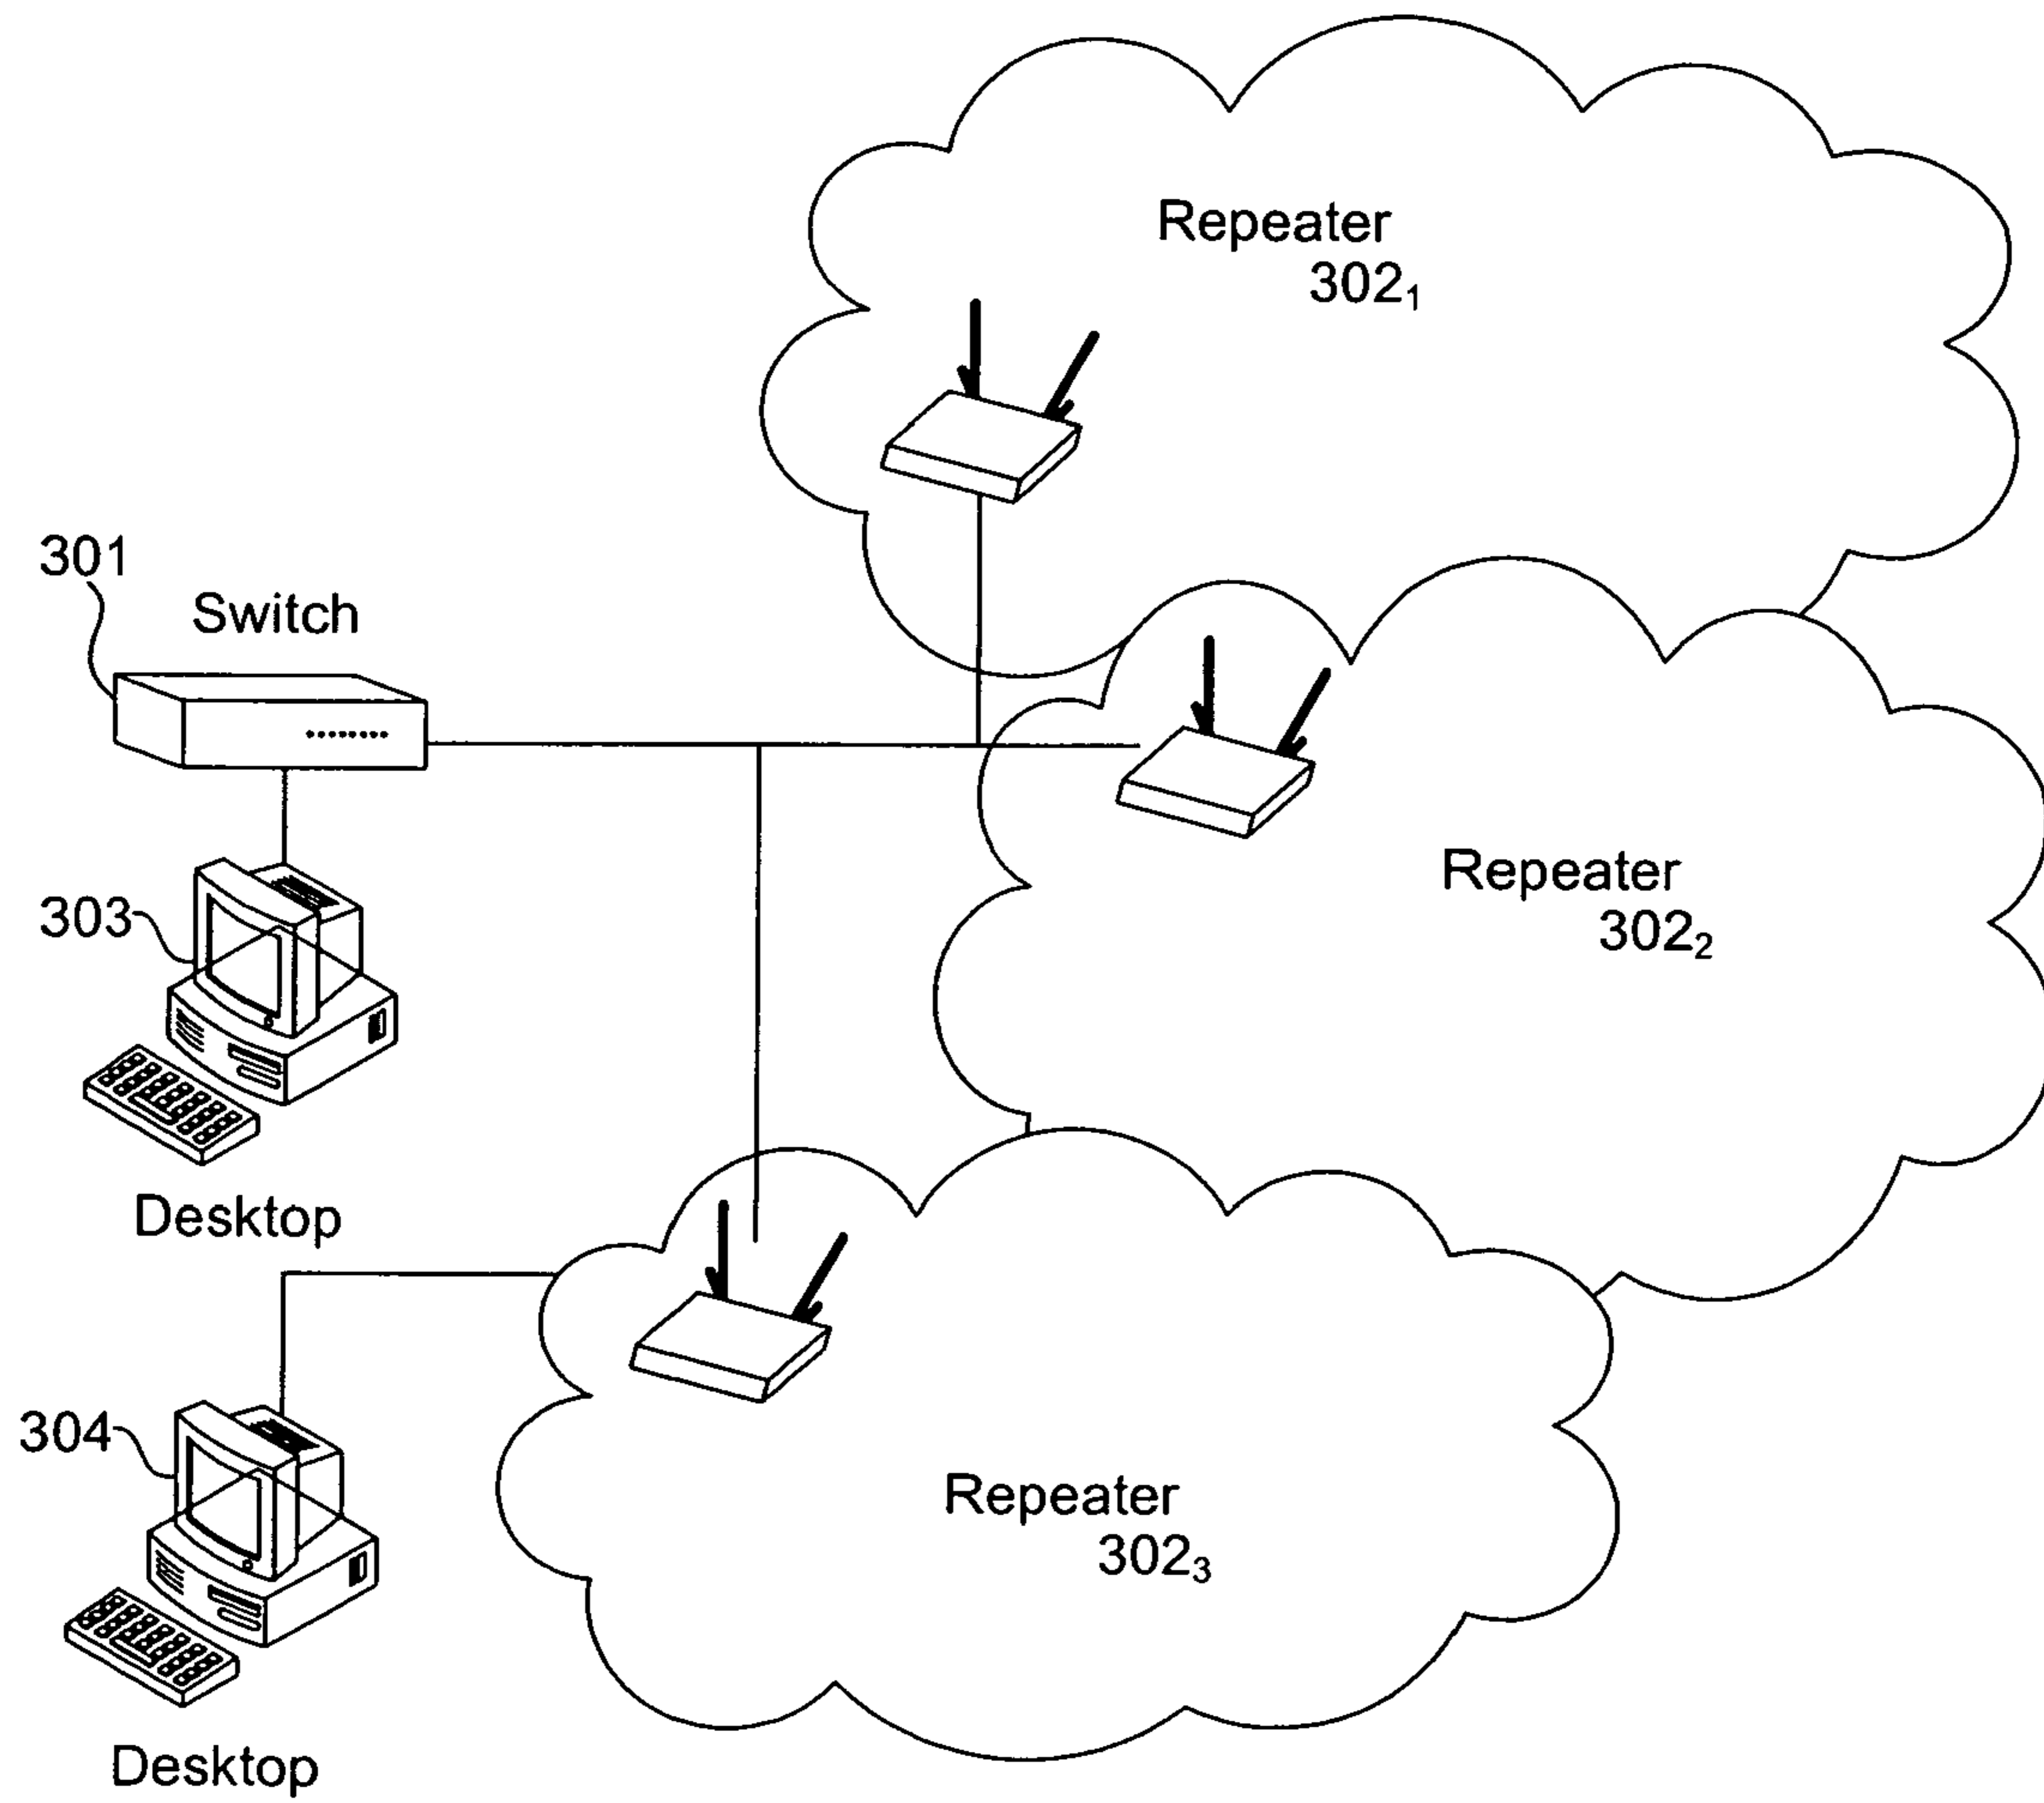 Repeater
302₁
301
Switch
303
Repeater
302₂
Desktop
304
Repeater
302₃
Desktop